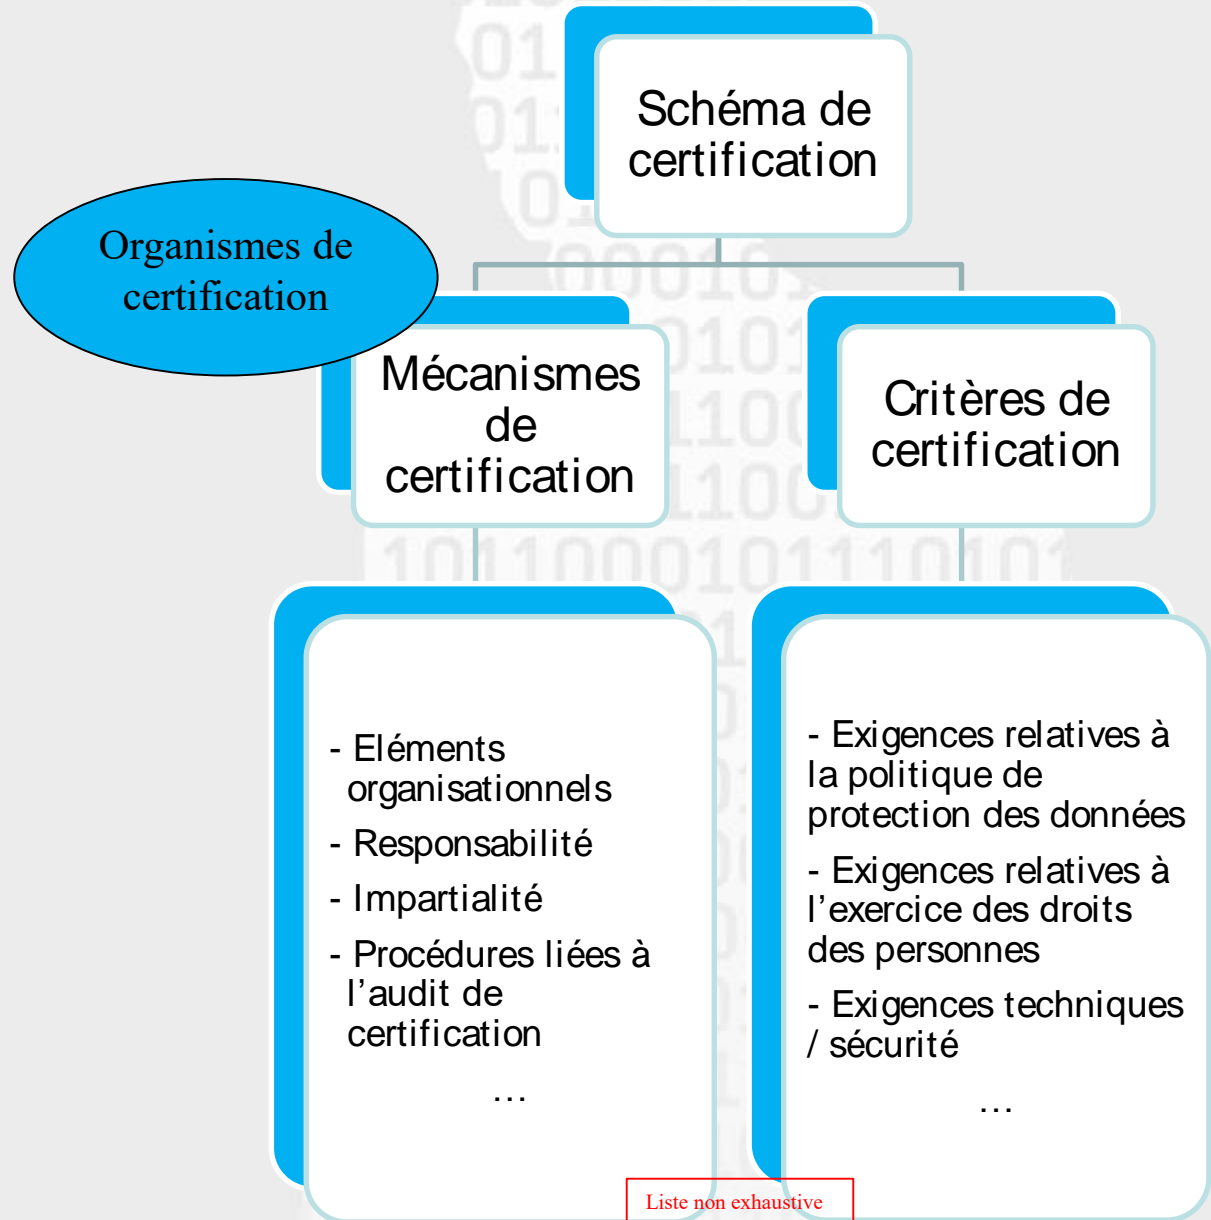 Schéma de
certification
Organismes de
certification
Mécanismes
de
certification
Critères de
certification
- Eléments
organisationnels
- Responsabilité
- Impartialité
- Procédures liées à
l’audit de
certification
…
- Exigences relatives à
la politique de
protection des données
- Exigences relatives à
l’exercice des droits
des personnes
- Exigences techniques
/ sécurité
…
Liste non exhaustive